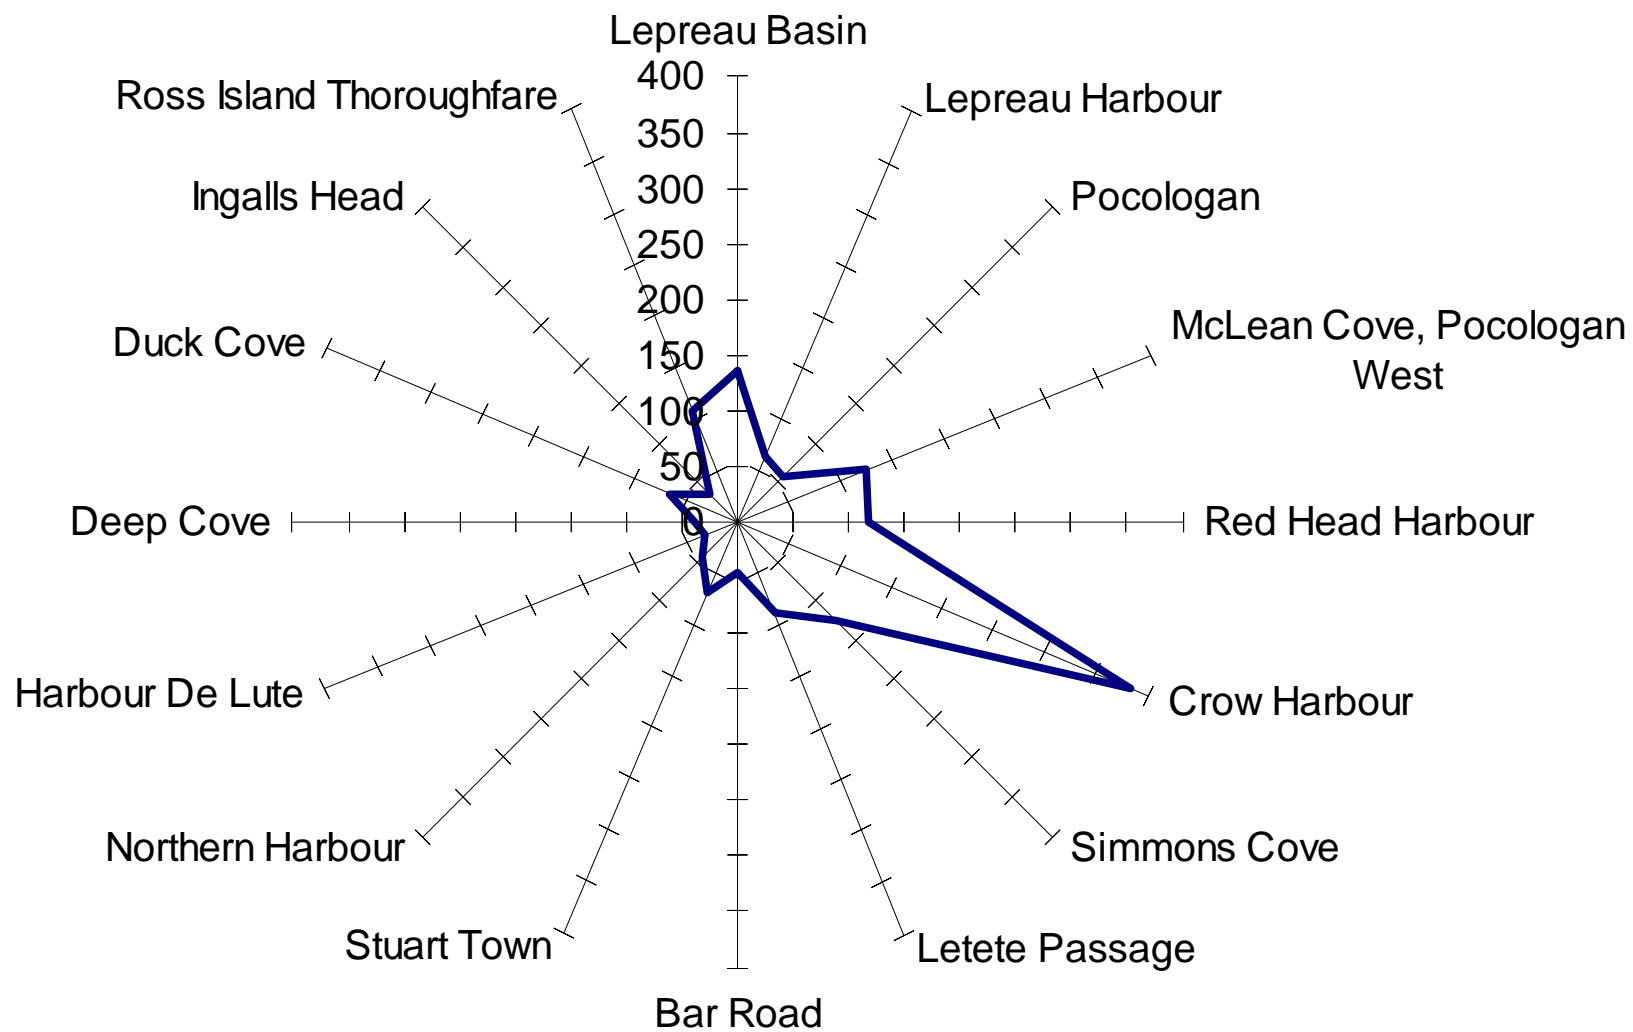 Lepreau Basin
400
350
300
250
200
150
100
50
0
Lepreau Harbour
Pocologan
McLean Cove, Pocologan
West
Red Head Harbour
Crow Harbour
Simmons Cove
Letete Passage
Bar Road
Stuart Town
Northern Harbour
Harbour De Lute
Deep Cove
Duck Cove
Ingalls Head
Ross Island Thoroughfare